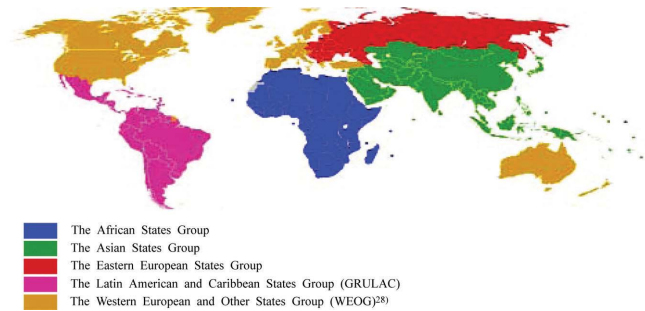 The African States Group
The Asian States Group
The Eastern European States Group
The Latin American and Caribbean States Group (GRULAC)
The Western European and Other States Group (WEOG)28)